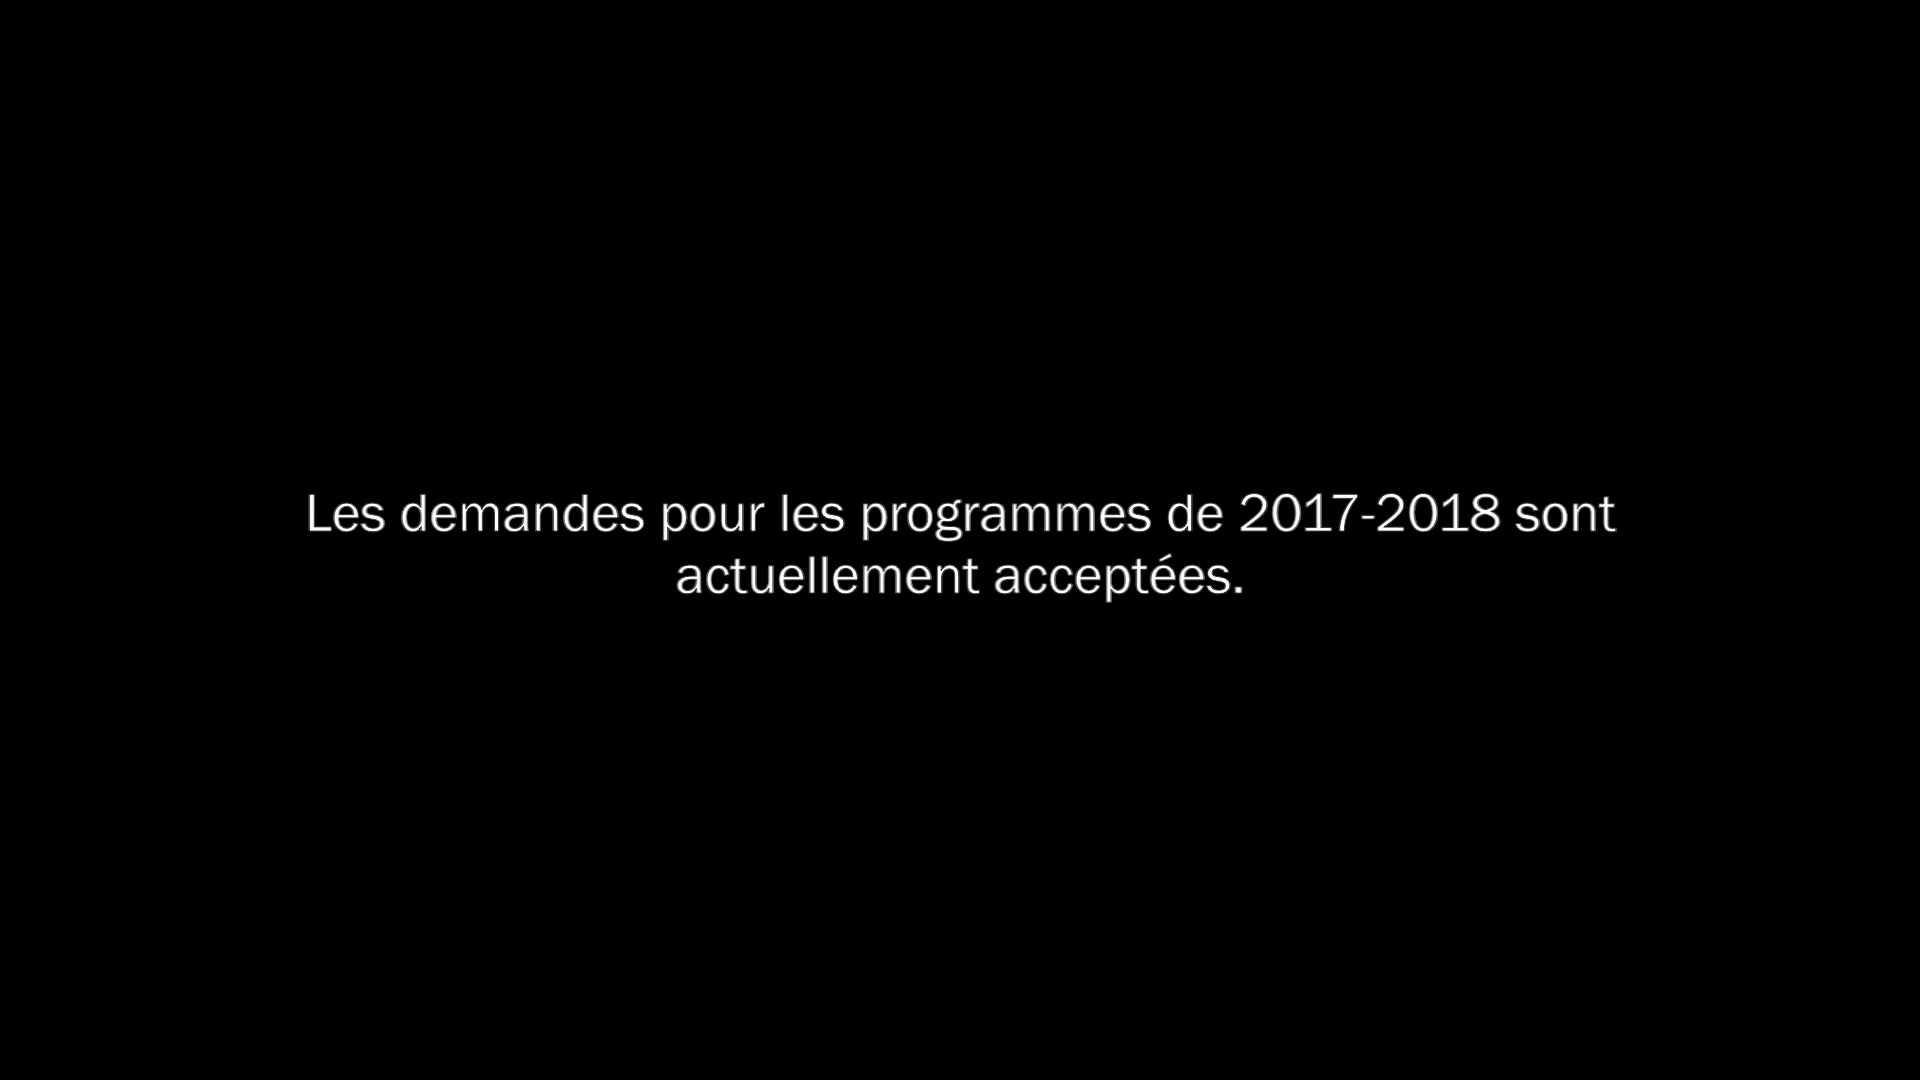 Les demandes pour les programmes de 2017-2018 sont
actuellement acceptées.